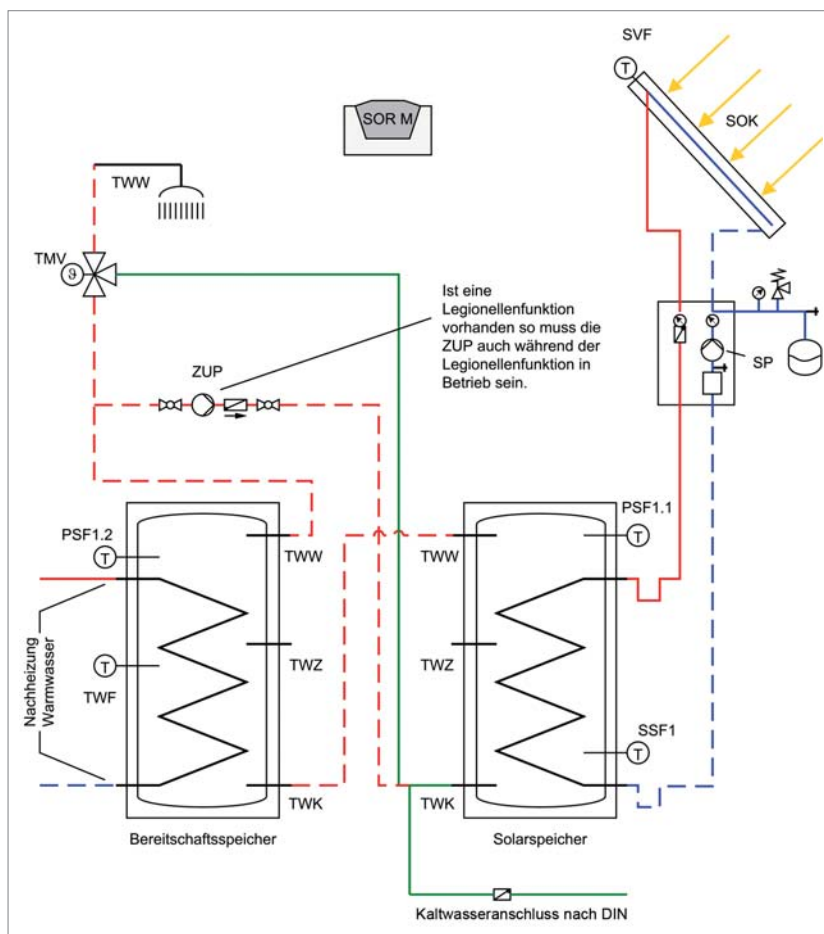 SVF
T
SOR M
SOK
TWW
TMV
ϑ
Ist eine
Legionellenfunktion
vorhanden so muss die
ZUP auch während der
Legionellenfunktion in
Betrieb sein.
ZUP
SP
PSF1.2
T
TWW
TWW
PSF1.1
T
Nachheizung
Warmwasser
T
TWF
TWZ
TWZ
SSF1
T
TWK
TWK
Bereitschaftsspeicher
Solarspeicher
Kaltwasseranschluss nach DIN